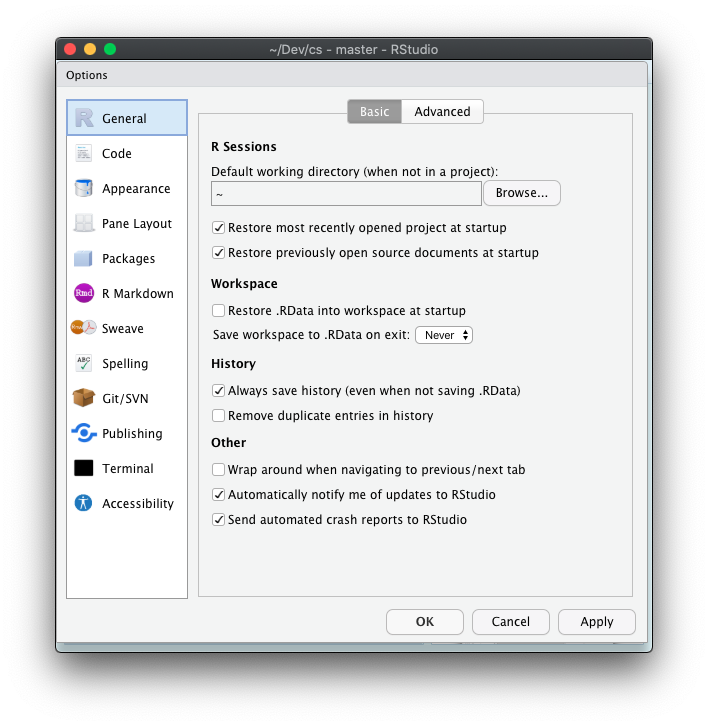 ~/Dev/cs - master - RStudio
Options
General
Code
Appearance
Pane Layout
Packages
R Markdown
Sweave
Spelling
Git/SVN
Publishing
Terminal
Accessibility
Basic Advanced
R Sessions
Default working directory (when not in a project):
~ Browse...
Restore most recently opened project at startup
Restore previously open source documents at startup
Workspace
Restore .RData into workspace at startup
Save workspace to .RData on exit: Never
History
Always save history (even when not saving .RData)
Remove duplicate entries in history
Other
Wrap around when navigating to previous/next tab
Automatically notify me of updates to RStudio
Send automated crash reports to RStudio
OK Cancel Apply